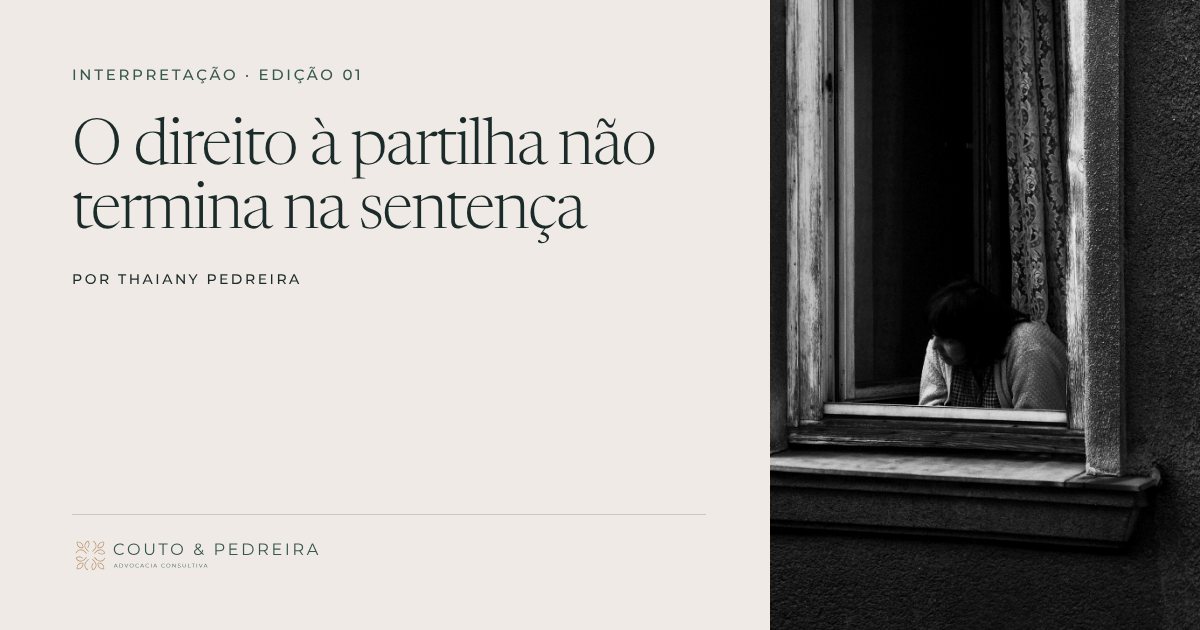 INTERPRETAÇÃO · EDIÇÃO 01
O direito à partilha não
termina na sentença
POR THAIANY PEDREIRA
COUTO & PEDREIRA
ADVOCACIA CONSULTIVA